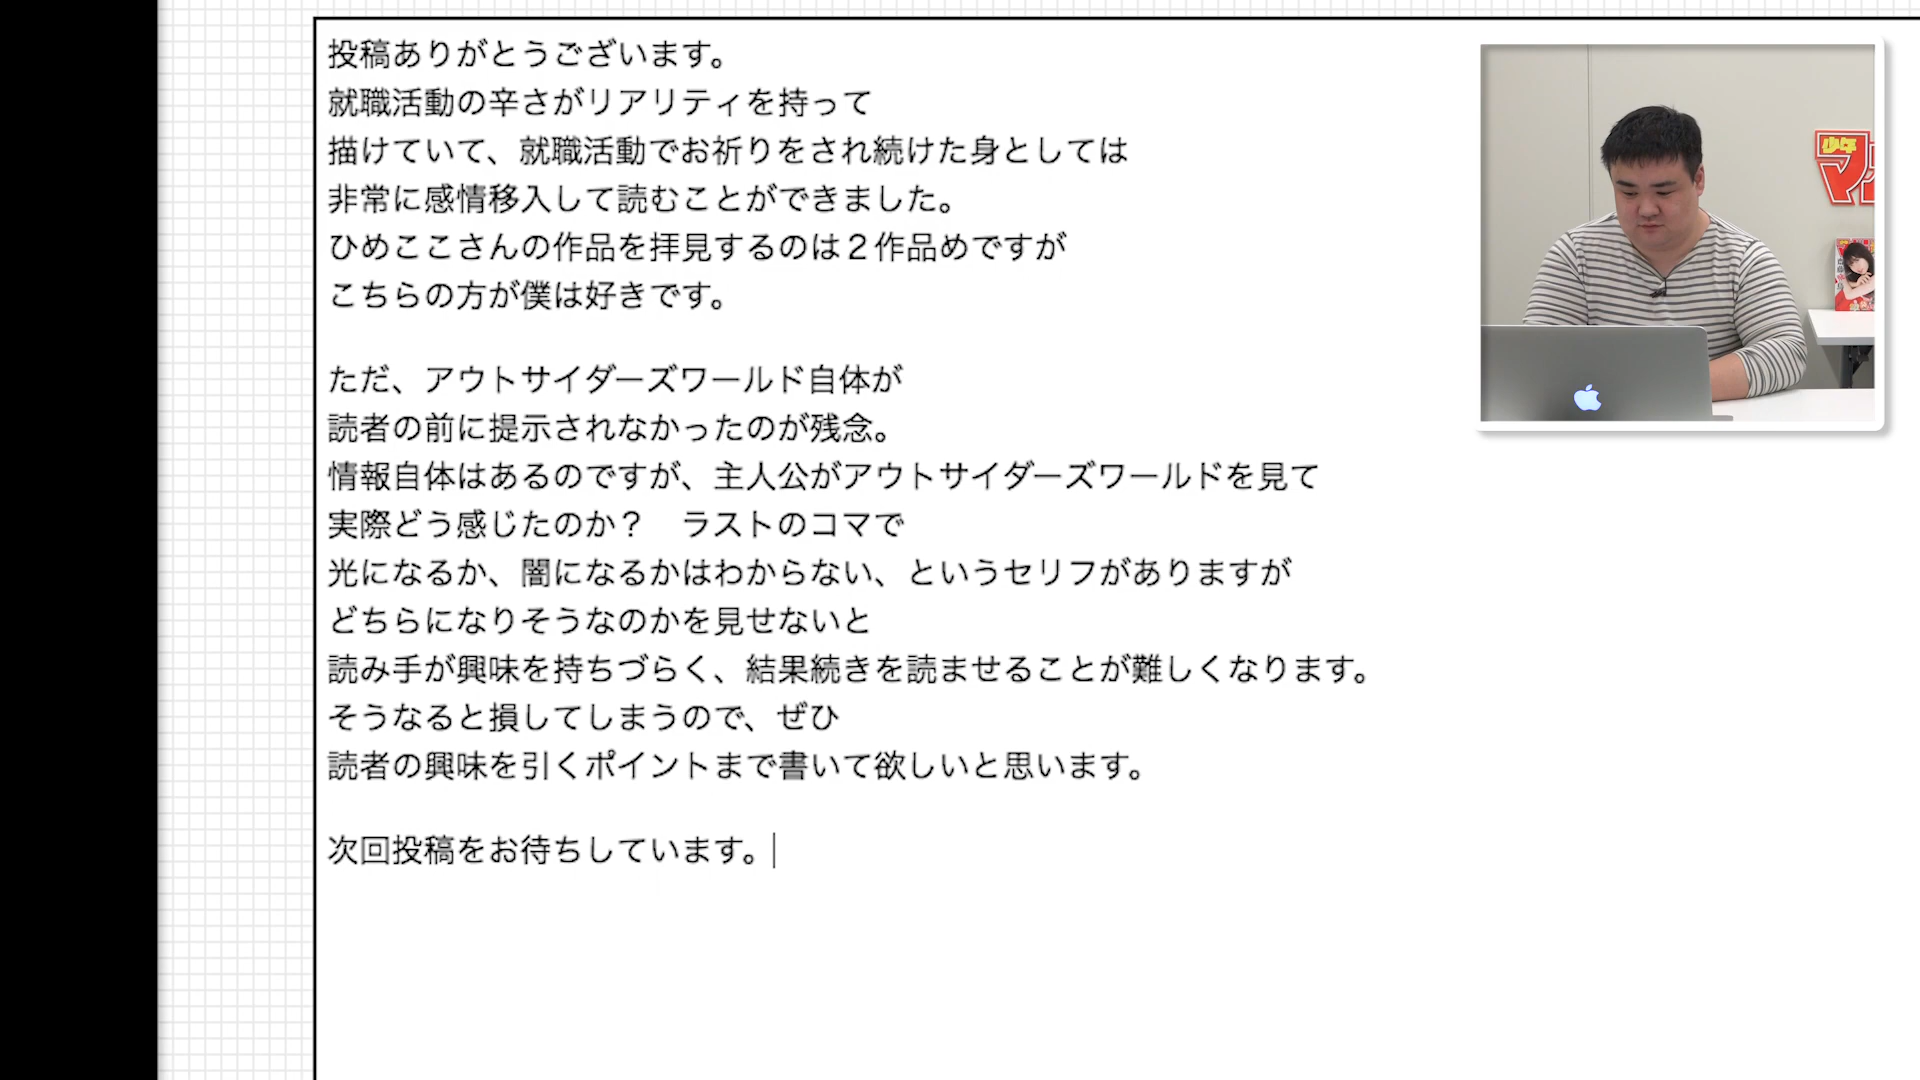 投稿ありがとうございます。
就職活動の辛さがリアリティを持って
描けていて、就職活動でお祈りをされ続けた身としては
非常に感情移入して読むことができました。
ひめここさんの作品を拝見するのは２作品めですが
こちらの方が僕は好きです。
ただ、アウトサイダーズワールド自体が
読者の前に提示されなかったのが残念。
情報自体はあるのですが、主人公がアウトサイダーズワールドを見て
実際どう感じたのか？　ラストのコマで
光になるか、闇になるかはわからない、というセリフがありますが
どちらになりそうなのかを見せないと
読み手が興味を持ちづらく、結果続きを読ませることが難しくなります。
そうなると損してしまうので、ぜひ
読者の興味を引くポイントまで書いて欲しいと思います。
次回投稿をお待ちしています。
少年
マ